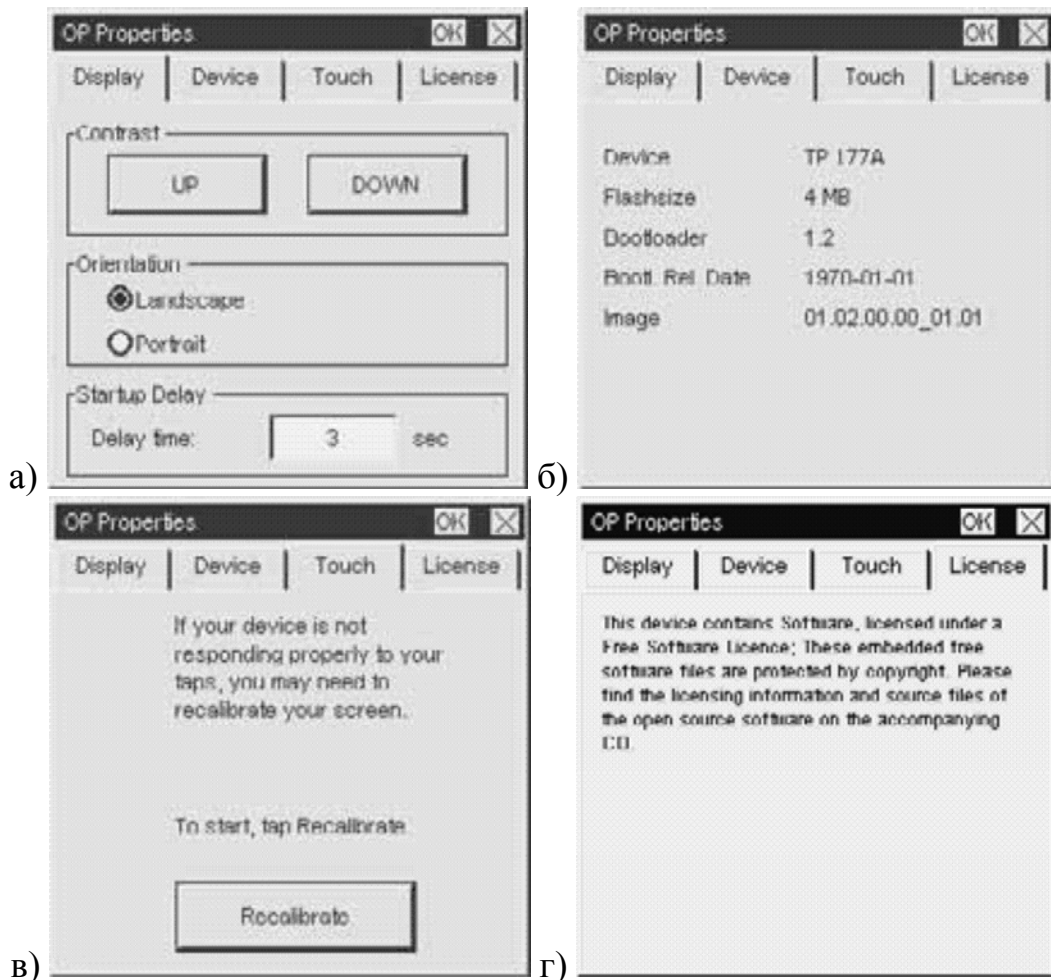 OP Properties OK
Display Device Touch License
Contrast
UP DOWN
Orientation
Landscape
Portrait
Startup Delay
Delay time: 3 sec
а)
OP Properties OK
Display Device Touch License
Device TP 177A
Flashsize 4 MB
Bootloader 1.2
Bootl. Rel. Date 1970-01-01
Image 01.02.00.00_01.01
б)
OP Properties OK
Display Device Touch License
If your device is not
responding properly to your
taps, you may need to
recalibrate your screen.
To start, tap Recalibrate.
Recalibrate
в)
OP Properties OK
Display Device Touch License
This device contains Software, licensed under a
Free Software Licence; These embedded free
software files are protected by copyright. Please
find the licensing information and source files of
the open source software on the accompanying
CD.
г)